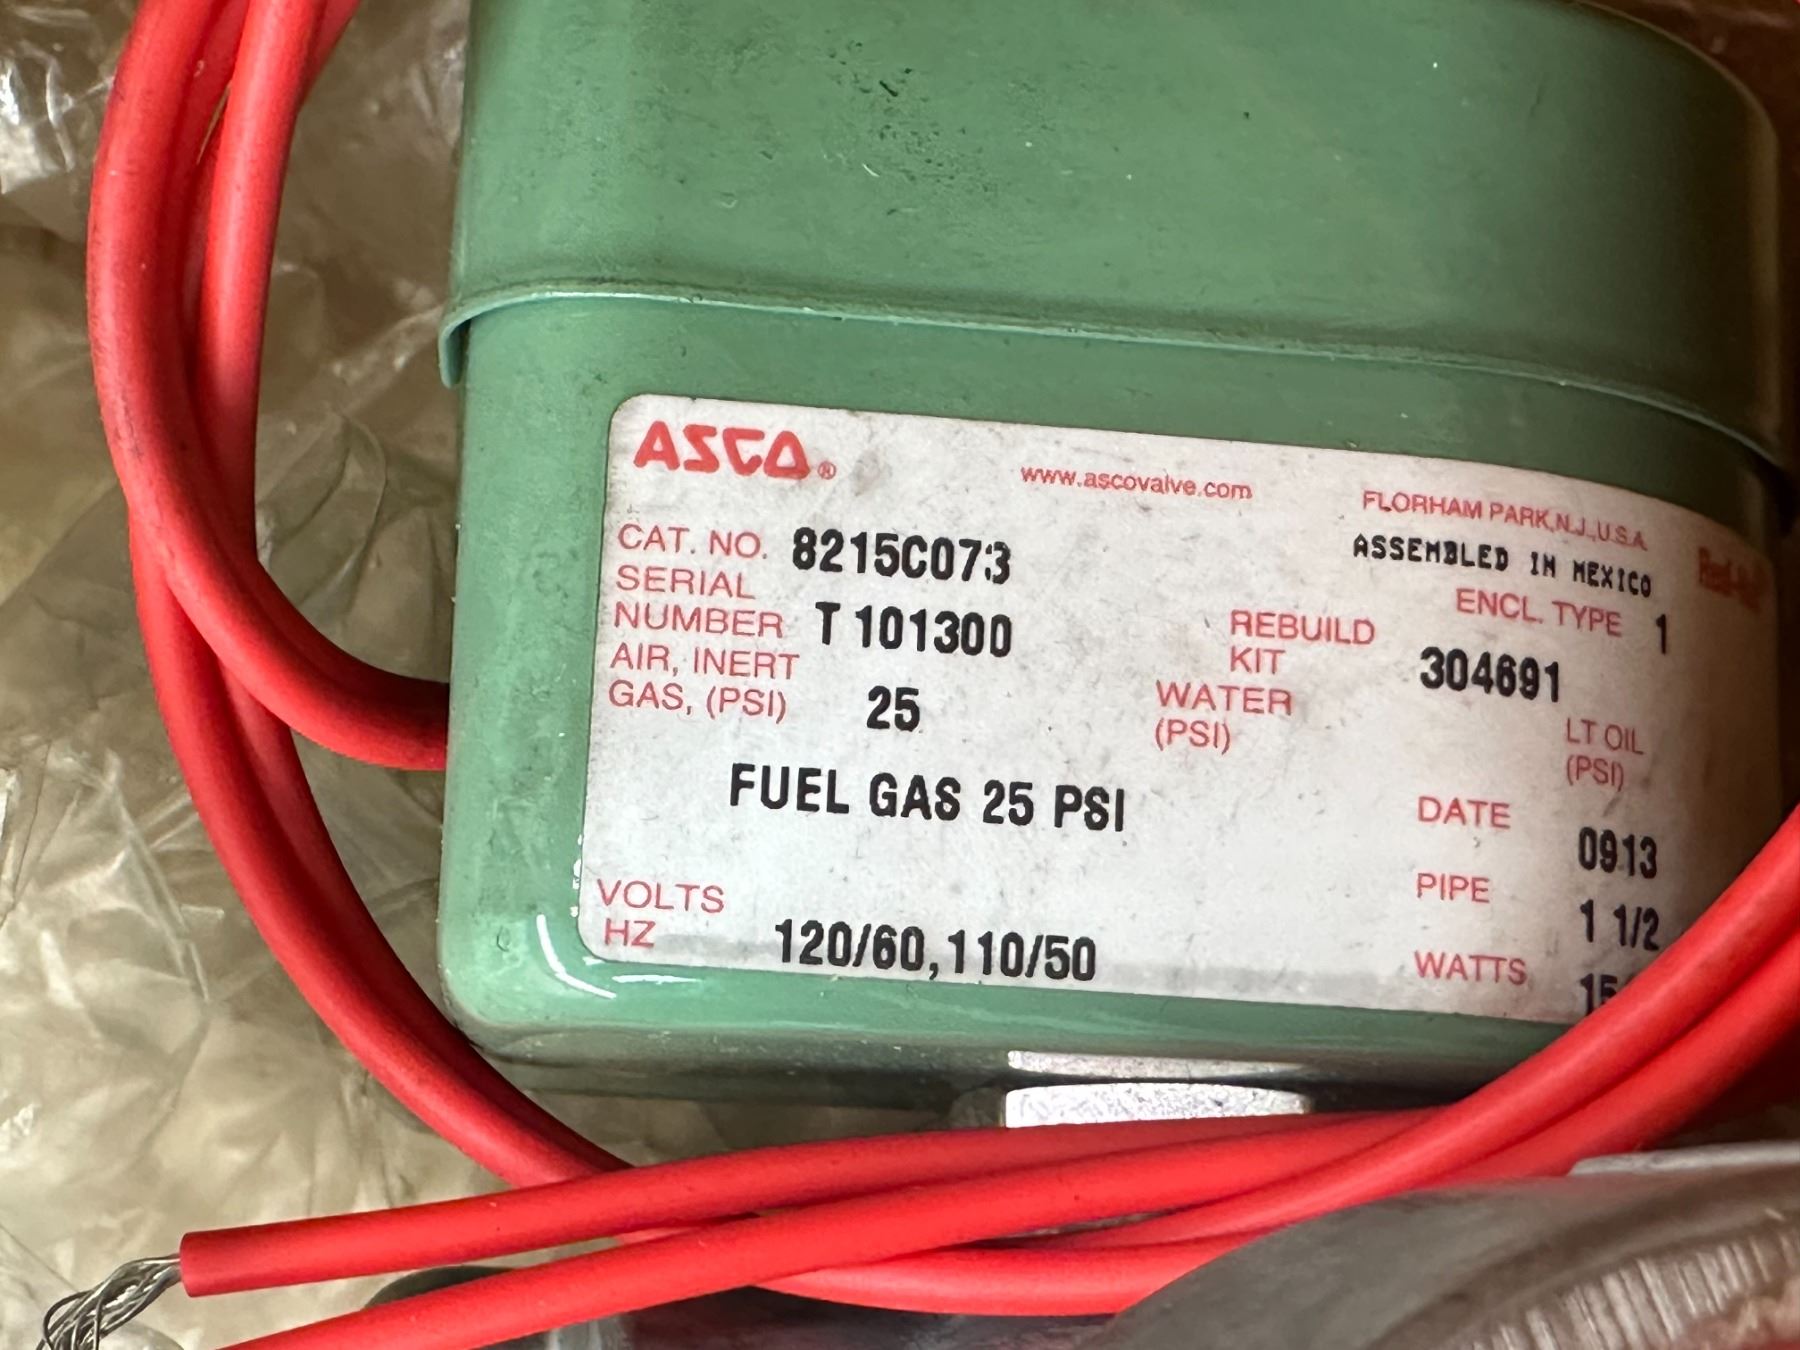 ASCO®
www.ascovalve.com
FLORHAM PARK, N.J., U.S.A.
ASSEMBLED IN MEXICO
CAT. NO. 8215C073
ENCL. TYPE 1
SERIAL
NUMBER T101300
REBUILD
KIT 304691
AIR, INERT
GAS, (PSI) 25
WATER
(PSI)
LT OIL
(PSI)
FUEL GAS 25 PSI
DATE 0913
PIPE 1 1/2
VOLTS
HZ 120/60, 110/50
WATTS